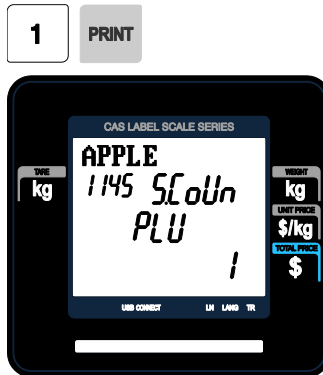 1 PRINT
CAS LABEL SCALE SERIES
APPLE
TARE kg
1145 S.CoUn
WEIGHT kg
PLU
UNIT PRICE $/kg
1
TOTAL PRICE $
USB CONNECT LN LANG TR